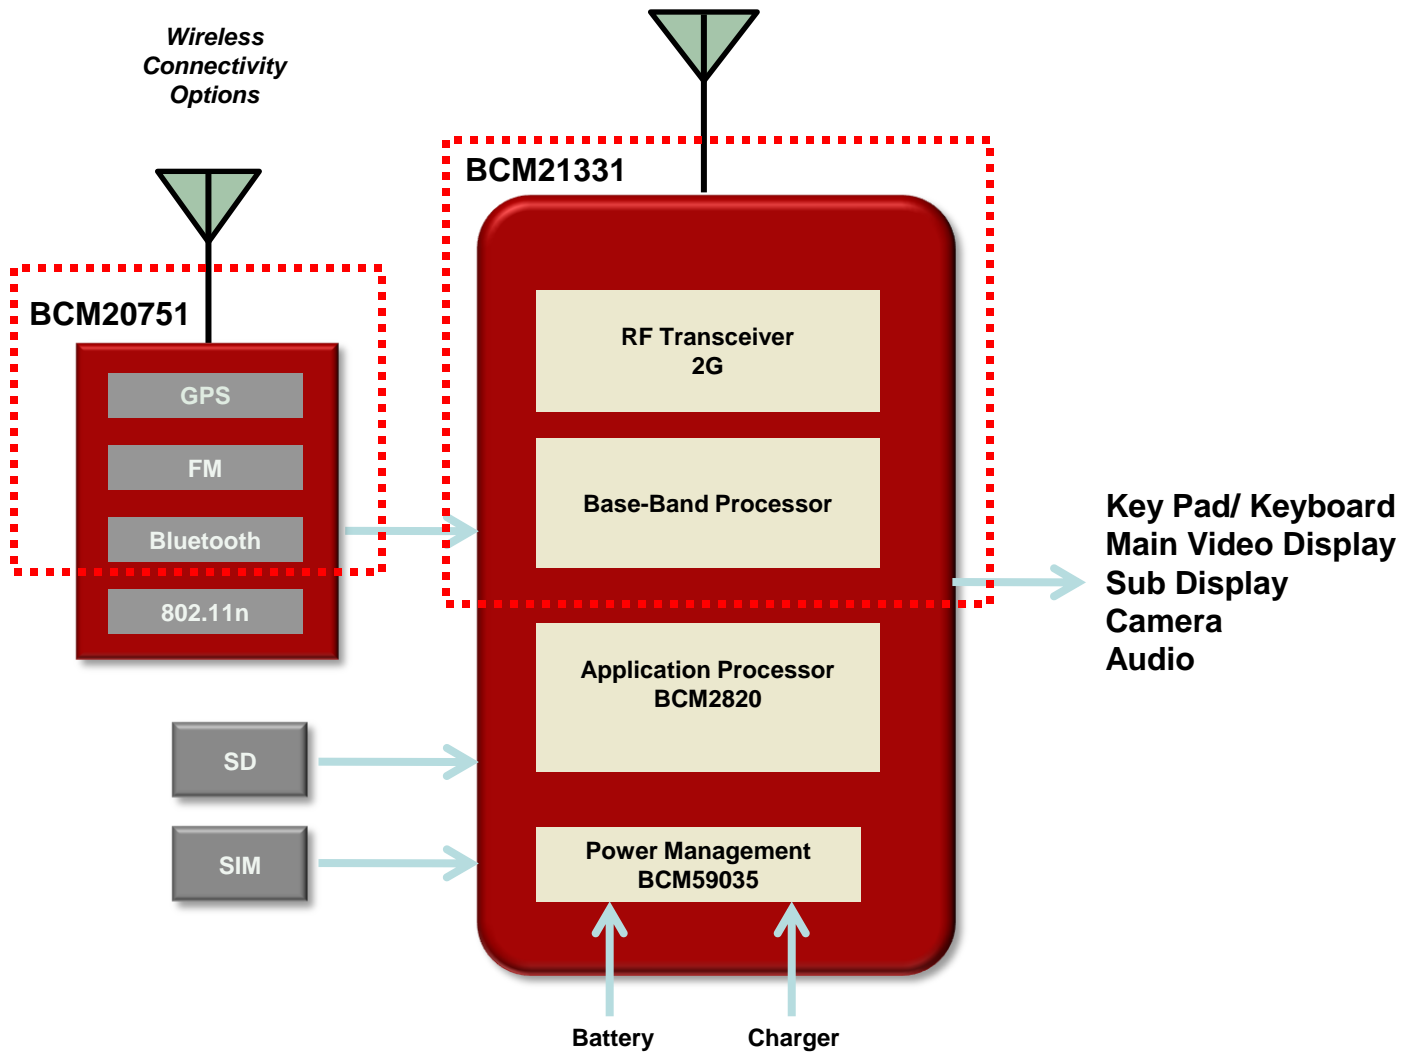 Wireless
Connectivity
Options
BCM21331
BCM20751
RF Transceiver
2G
GPS
FM
Bluetooth
802.11n
Base-Band Processor
Key Pad/ Keyboard
Main Video Display
Sub Display
Camera
Audio
Application Processor
BCM2820
SD
SIM
Power Management
BCM59035
Battery
Charger